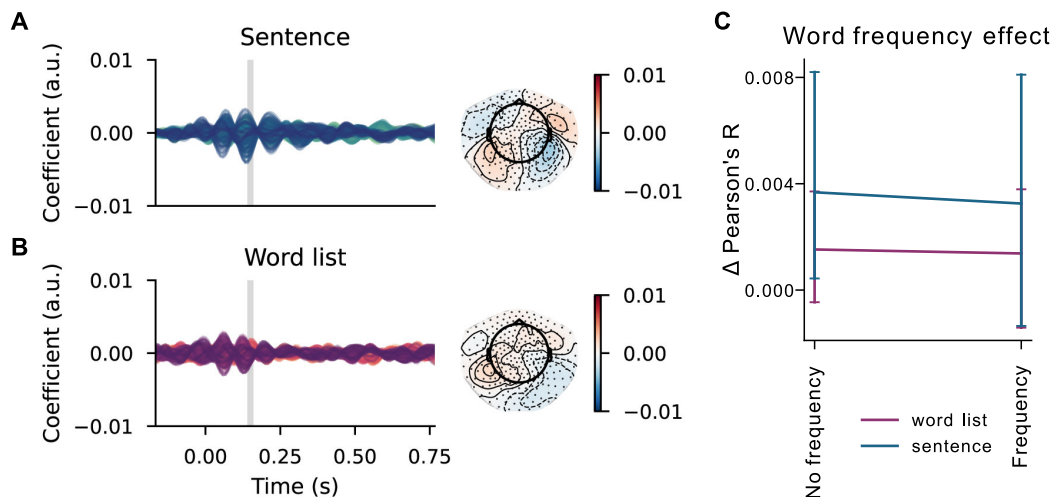 A
Sentence
Coefficient (a.u.)
0.01
0.00
−0.01
0.01
0.00
−0.01
B
Word list
Coefficient (a.u.)
0.01
0.00
−0.01
0.00
0.25
0.50
0.75
Time (s)
0.01
0.00
−0.01
C
Word frequency effect
Δ Pearson's R
0.008
0.004
0.000
No frequency
Frequency
word list
sentence